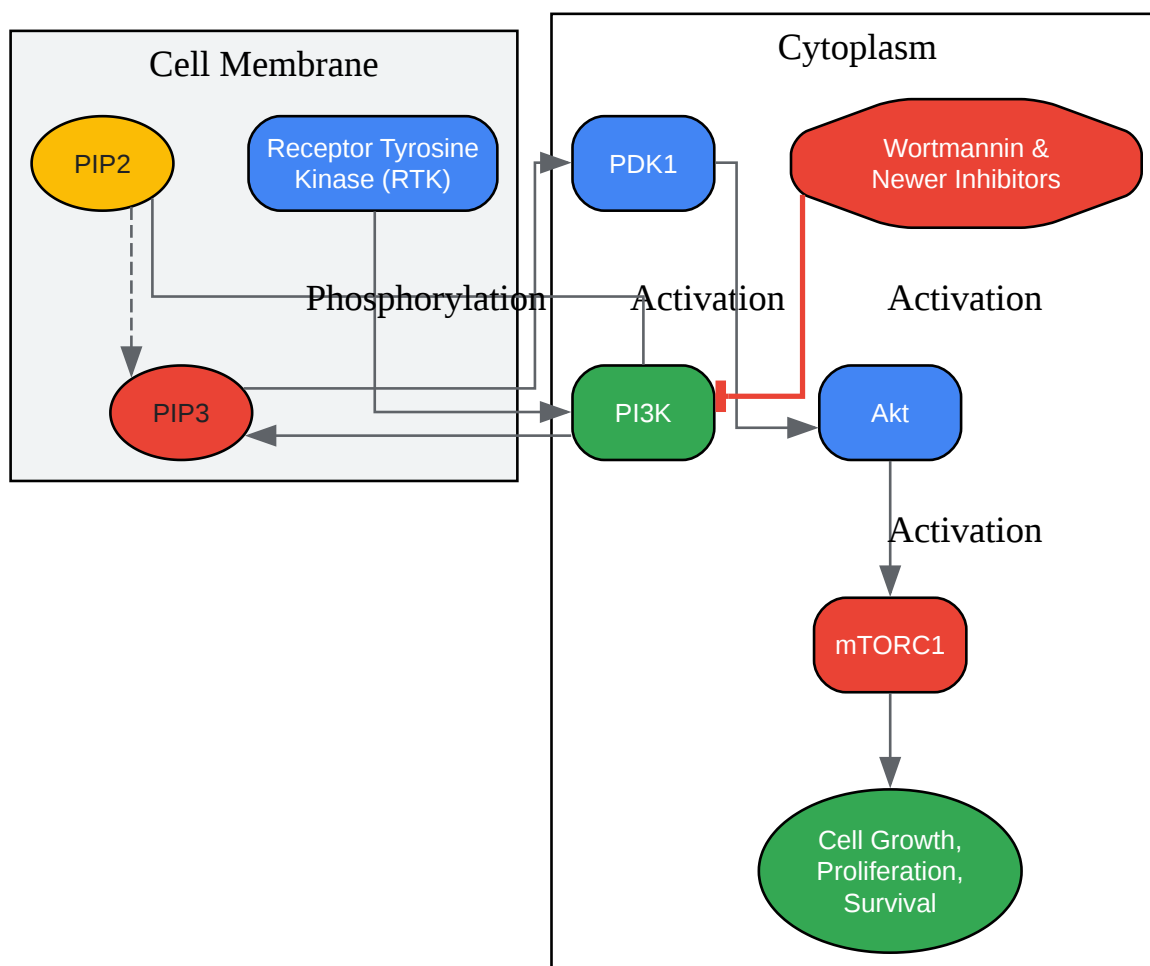 Cell Membrane
Cytoplasm
PIP2
Receptor Tyrosine
Kinase (RTK)
PDK1
Wortmannin &
Newer Inhibitors
Phosphorylation
Activation
Activation
PIP3
PI3K
Akt
Activation
mTORC1
Cell Growth,
Proliferation,
Survival